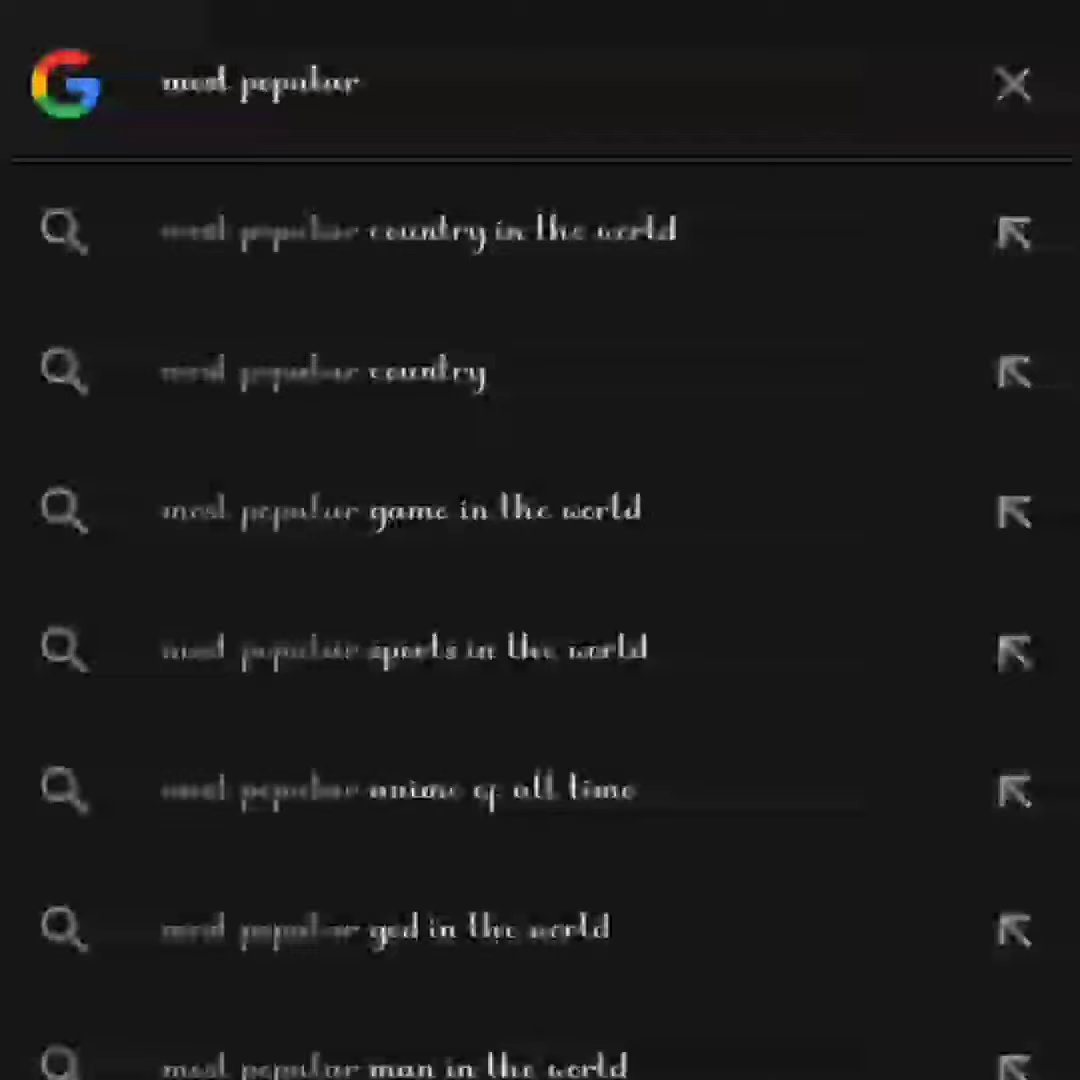 most popular
most popular country in the world
most popular country
most popular game in the world
most popular sports in the world
most popular anime of all time
most popular god in the world
most popular man in the world